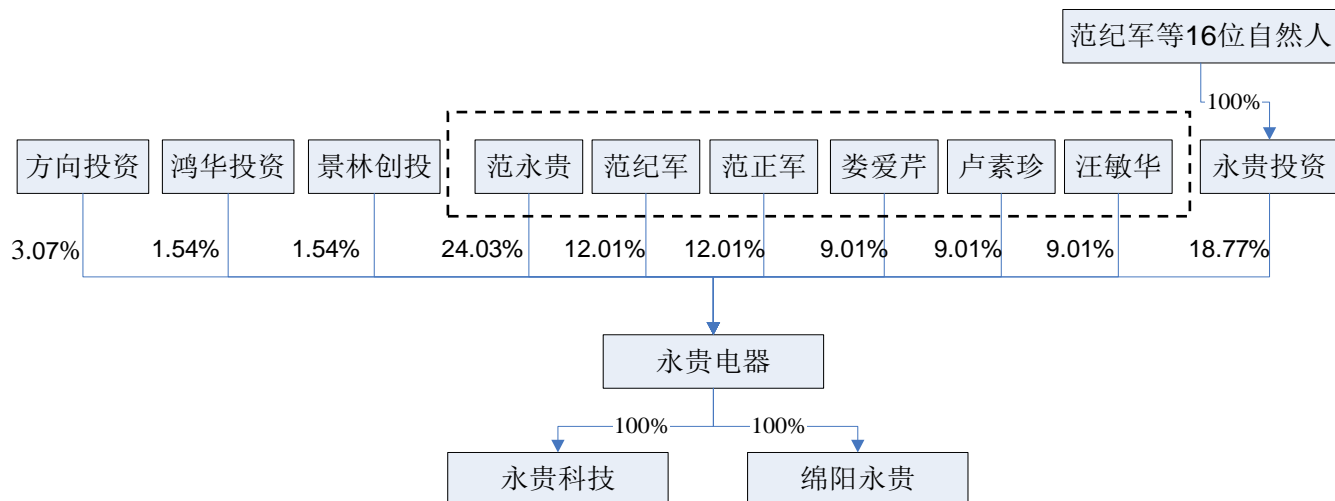 范纪军等16位自然人
100%
方向投资
鸿华投资
景林创投
范永贵
范纪军
范正军
娄爱芹
卢素珍
汪敏华
永贵投资
3.07%
1.54%
1.54%
24.03%
12.01%
12.01%
9.01%
9.01%
9.01%
18.77%
永贵电器
100%
100%
永贵科技
绵阳永贵